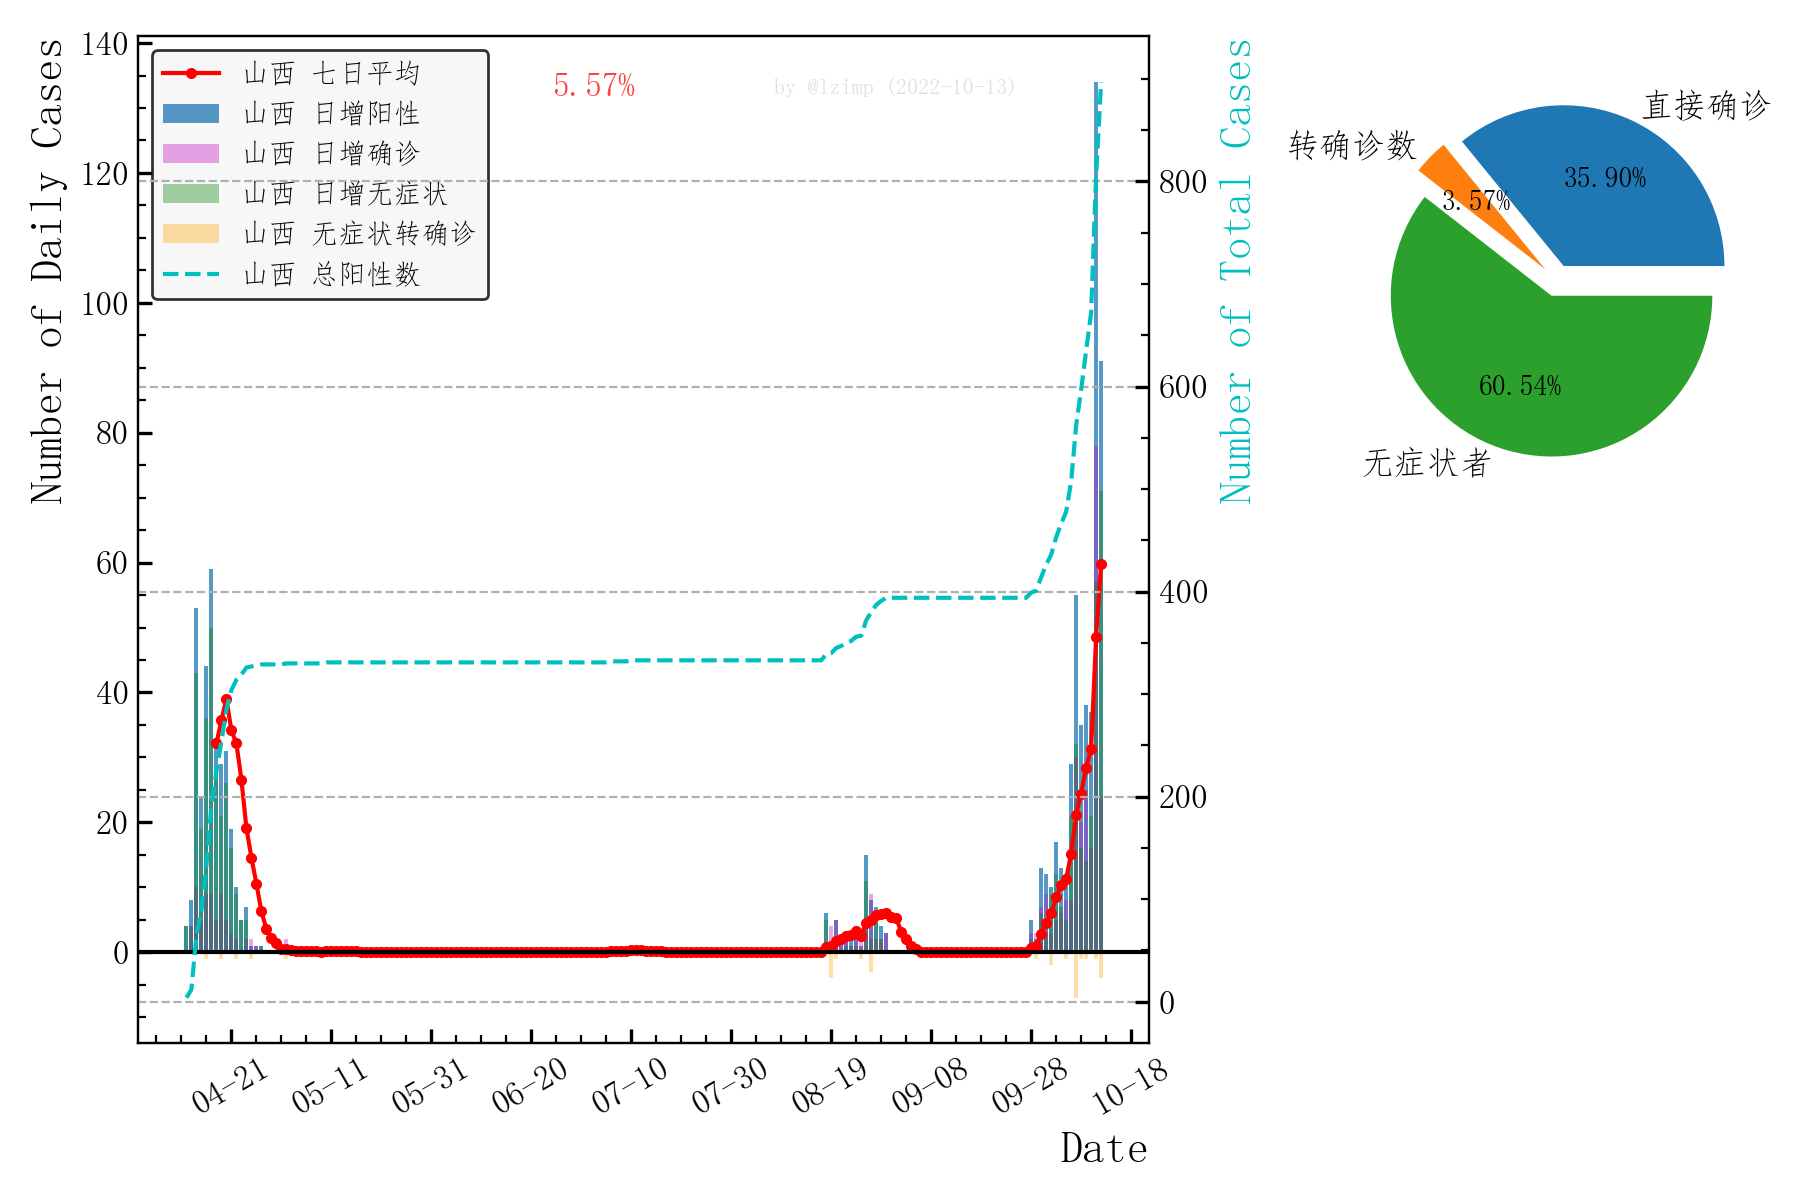 Number of Daily Cases
140
120
100
80
60
40
20
0
山西 七日平均
山西 日增阳性
山西 日增确诊
山西 日增无症状
山西 无症状转确诊
山西 总阳性数
5.57%
by @lzimp (2022-10-13)
800
600
400
200
0
Number of Total Cases
04-21
05-11
05-31
06-20
07-10
07-30
08-19
09-08
09-28
10-18
Date
直接确诊
35.90%
转确诊数
3.57%
60.54%
无症状者